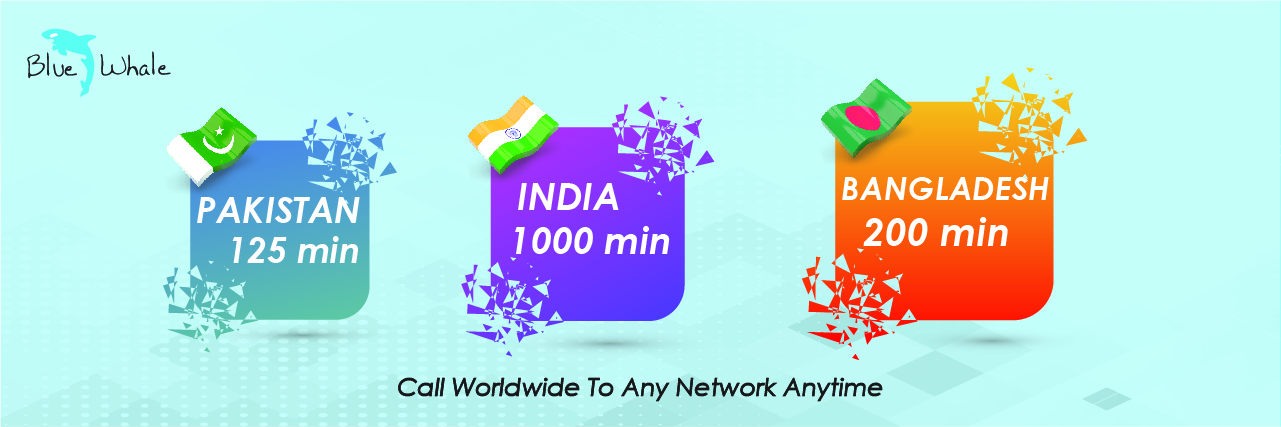 Blue Whale
PAKISTAN
125 min
INDIA
1000 min
BANGLADESH
200 min
Call Worldwide To Any Network Anytime